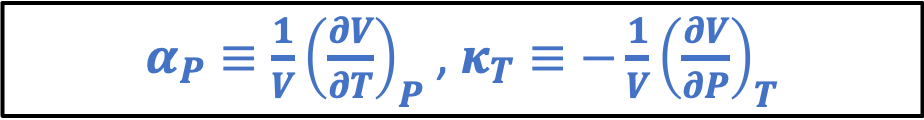 α_P ≡ 1/V (∂V/∂T)_P , κ_T ≡ − 1/V (∂V/∂P)_T